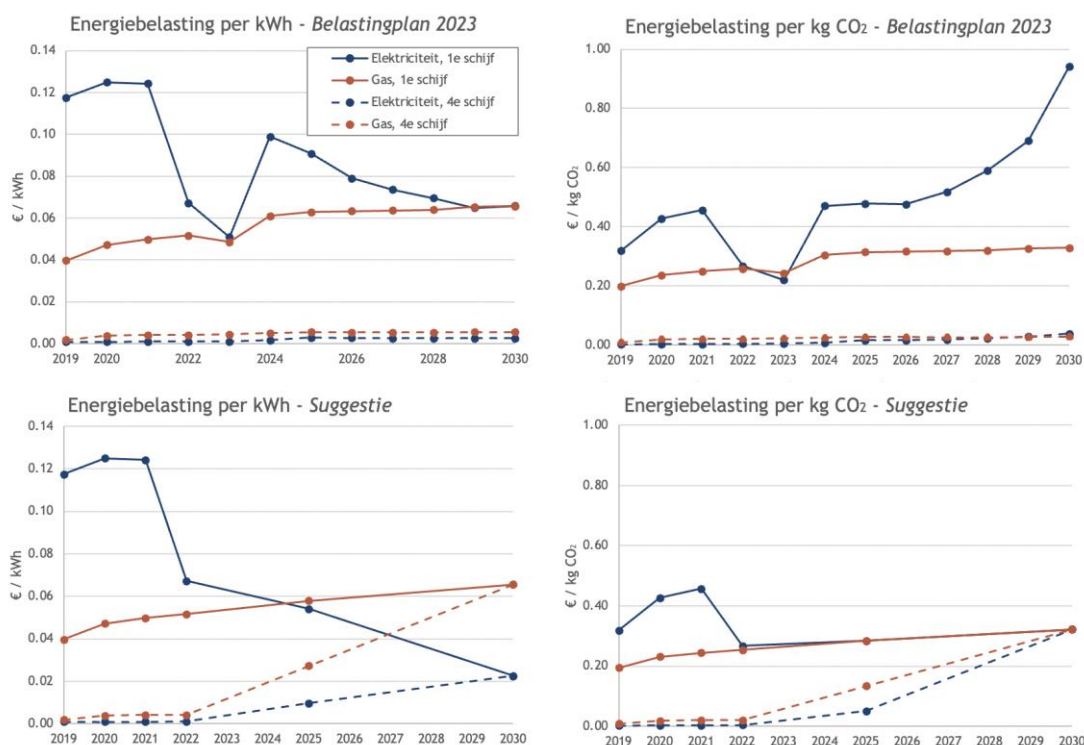 Energiebelasting per kWh - Belastingplan 2023
0.14
0.12
0.10
0.08
0.06
0.04
0.02
0.00
€ / kWh
Elektriciteit, 1e schijf
Gas, 1e schijf
Elektriciteit, 4e schijf
Gas, 4e schijf
2019 2020 2022 2024 2026 2028 2030
Energiebelasting per kg CO₂ - Belastingplan 2023
1.00
0.80
0.60
0.40
0.20
0.00
€ / kg CO₂
2019 2020 2021 2022 2023 2024 2025 2026 2027 2028 2029 2030
Energiebelasting per kWh - Suggestie
0.14
0.12
0.10
0.08
0.06
0.04
0.02
0.00
€ / kWh
2019 2020 2021 2022 2023 2024 2025 2026 2027 2028 2029 2030
Energiebelasting per kg CO₂ - Suggestie
1.00
0.80
0.60
0.40
0.20
0.00
€ / kg CO₂
2019 2020 2021 2022 2023 2024 2025 2026 2027 2028 2029 2030